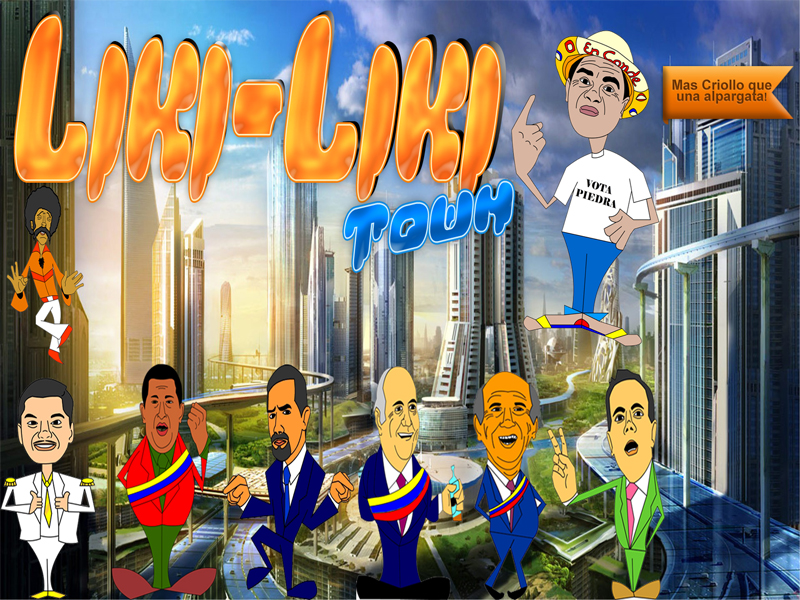 LIKI-LIKI
TOUR
En Conde
Mas Criollo que
una alpargata!
VOTA
PIEDRA